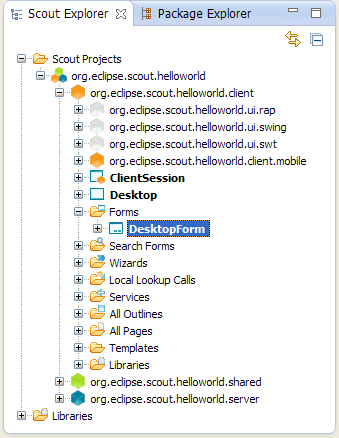 Scout Explorer
Package Explorer
Scout Projects
org.eclipse.scout.helloworld
org.eclipse.scout.helloworld.client
org.eclipse.scout.helloworld.ui.rap
org.eclipse.scout.helloworld.ui.swing
org.eclipse.scout.helloworld.ui.swt
org.eclipse.scout.helloworld.client.mobile
ClientSession
Desktop
Forms
DesktopForm
Search Forms
Wizards
Local Lookup Calls
Services
All Outlines
All Pages
Templates
Libraries
org.eclipse.scout.helloworld.shared
org.eclipse.scout.helloworld.server
Libraries